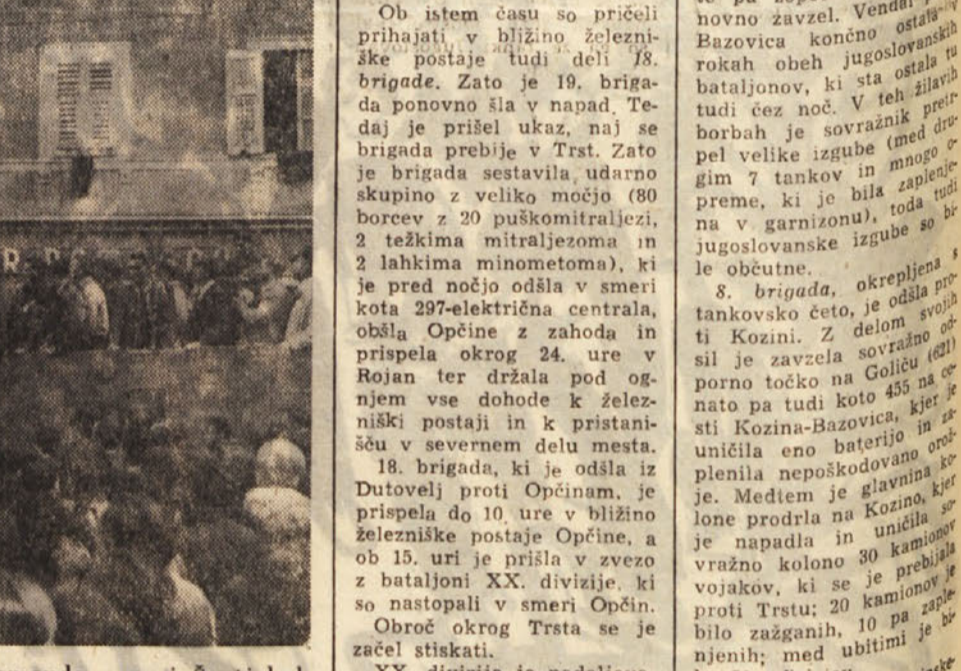 Ob istem času so pričeli
prihajati v bližino železni-
ške postaje tudi deli 18.
brigade. Zato je 19. briga-
da ponovno šla v napad. Te-
daj je prišel ukaz, naj se
brigada prebije v Trst. Zato
je brigada sestavila udarno
skupino z veliko močjo (80
borcev z 20 puškomitraljezi,
2 težkima mitraljezoma in
2 lahkima minometoma), ki
je pred nočjo odšla v smeri
kota 297-električna centrala,
obšla Opčine z zahoda in
prispela okrog 24. ure v
Rojan ter držala pod og-
njem vse dohode k želez-
niški postaji in k pristani-
šču v severnem delu mesta.
18. brigada, ki je odšla iz
Dutovelj proti Opčinam, je
prispela do 10. ure v bližino
železniške postaje Opčine, a
ob 15. uri je prišla v zvezo
z bataljoni XX. divizije, ki
so nastopali v smeri Opčin.
Obroč okrog Trsta se je
začel stiskati.
XX. divizija je nadaljeva-
novno zavzel. Vendar
Bazovica končno ostala v
rokah obeh jugoslovanskih
bataljonov, ki sta ostala tu
tudi čez noč. V teh žilavih
borbah je sovražnik pretr-
pel velike izgube (med dru-
gim 7 tankov in mnogo o-
preme, ki je bila zaplenje-
na v garnizonu), toda tudi
jugoslovanske izgube so bi-
le občutne.
8. brigada, okrepljena s
tankovsko četo, je odšla pro-
ti Kozini. Z delom svojih
sil je zavzela sovražno od-
porno točko na Goliču (621)
nato pa tudi koto 455 na ce-
sti Kozina-Bazovica, kjer je
uničila eno baterijo in za-
plenila nepoškodovano orož-
je. Medtem je glavnina ko-
lone prodrla na Kozino, kjer
je napadla in uničila so-
vražno kolono 30 kamionov
vojakov, ki se je prebijala
proti Trstu; 20 kamionov je
bilo zažganih, 10 pa zaple-
njenih; med ubitimi je bi-